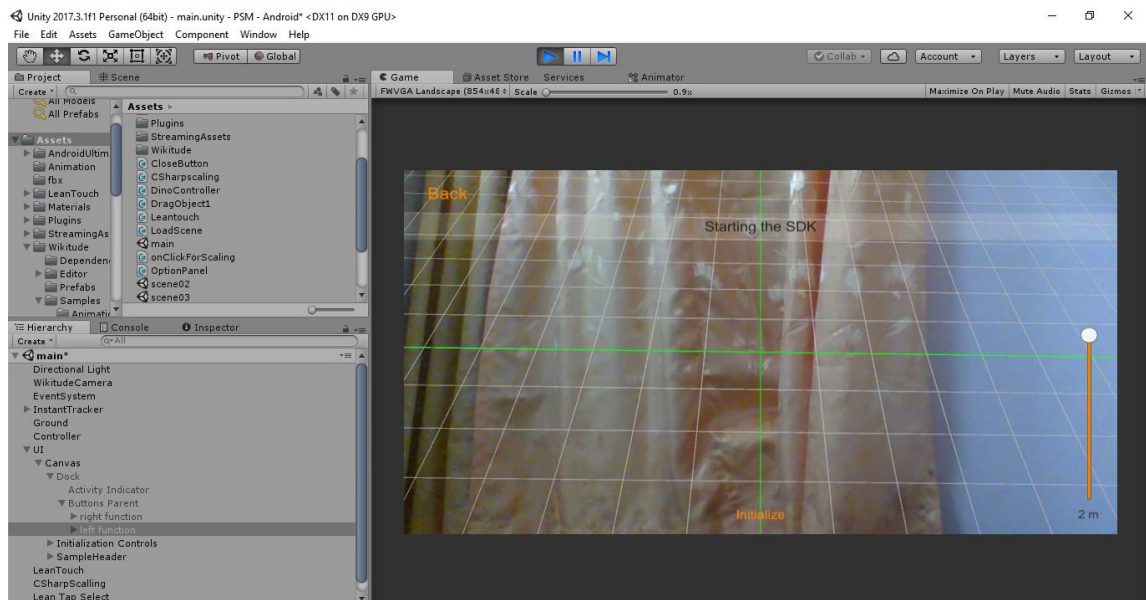 Unity 2017.3.1f1 Personal (64bit) - main.unity - PSM - Android* <DX11 on DX9 GPU>
File Edit Assets GameObject Component Window Help
Pivot Global Collab Account Layers Layout
Project # Scene
Create
All Models
All Prefabs
Assets
AndroidUltim
Animation
fbx
LeanTouch
Materials
Plugins
StreamingAs
Wikitude
Dependen
Editor
Prefabs
Samples
Animati
Assets
Plugins
StreamingAssets
Wikitude
CloseButton
CSharpscaling
DinoController
DragObject1
Leantouch
LoadScene
main
onClickForScaling
OptionPanel
scene02
scene03
Hierarchy Console Inspector
Create All
main*
Directional Light
WikitudeCamera
EventSystem
InstantTracker
Ground
Controller
UI
Canvas
Dock
Activity Indicator
Buttons Parent
right function
left function
Initialization Controls
SampleHeader
LeanTouch
CSharpScalling
Lean Tap Select
Game Asset Store Services Animator
FWVGA Landscape (854x48 Scale 0.9x Maximize On Play Mute Audio Stats Gizmos
Back
Starting the SDK
Initialize
2 m